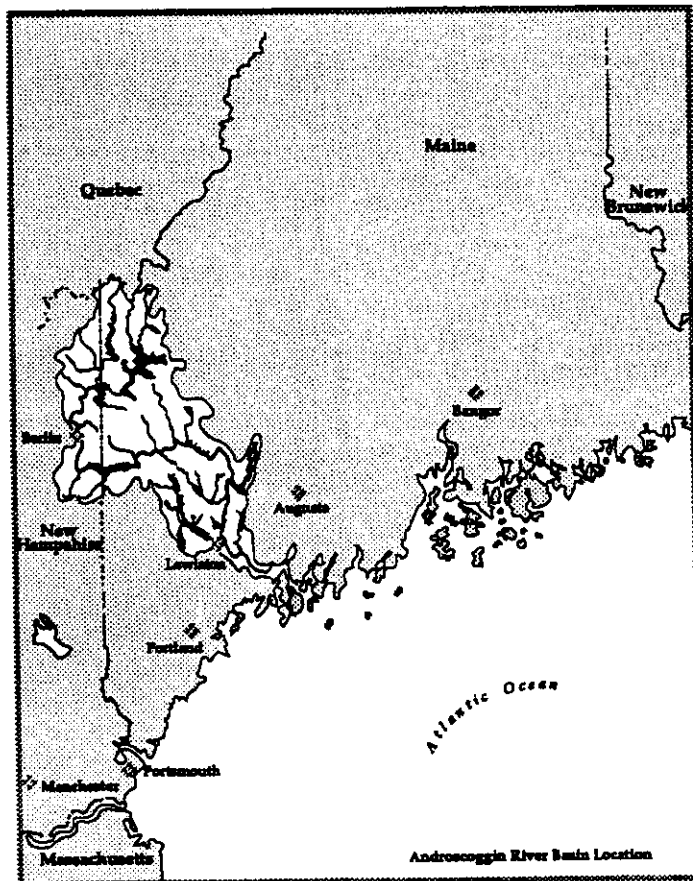 Maine
Quebec
New
Brunswick
Bangor
Berlin
Augusta
New
Hampshire
Lewiston
Portland
Atlantic Ocean
Portsmouth
Manchester
Massachusetts
Androscoggin River Basin Location